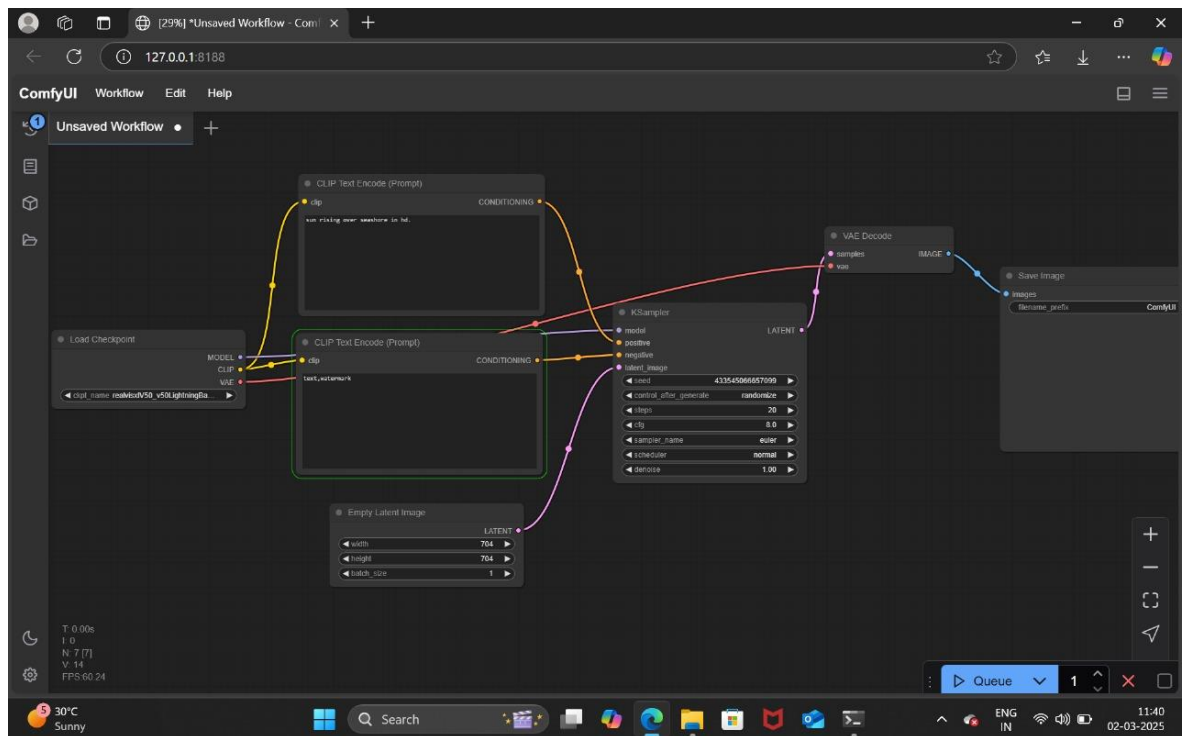 [29%] *Unsaved Workflow - Com
127.0.0.1:8188
ComfyUI Workflow Edit Help
1
Unsaved Workflow
CLIP Text Encode (Prompt)
clip CONDITIONING
sun rising over seashore in hd.
VAE Decode
samples IMAGE
vae
Save Image
images
filename_prefix ComfyUI
KSampler
model LATENT
positive
negative
latent_image
seed 433545066657099
control_after_generate randomize
steps 20
cfg 8.0
sampler_name euler
scheduler normal
denoise 1.00
Load Checkpoint
MODEL
CLIP
VAE
ckpt_name realvisxlV50_v50LightningBa...
CLIP Text Encode (Prompt)
clip CONDITIONING
text,watermark
Empty Latent Image
LATENT
width 704
height 704
batch_size 1
T: 0.00s
I: 0
N: 7 [7]
V: 14
FPS:60.24
Queue 1
5
30°C
Sunny
Search
ENG
IN
11:40
02-03-2025